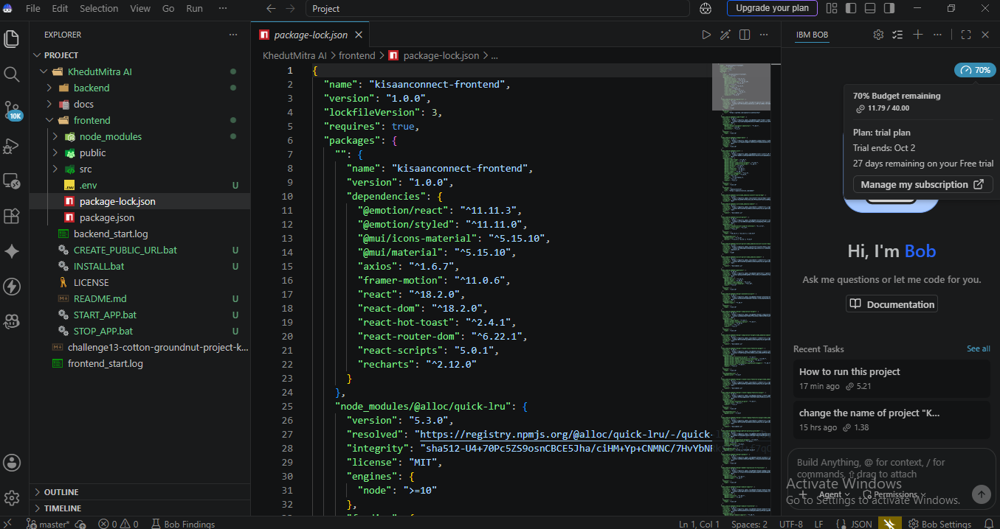 File Edit Selection View Go Run ··· Project Upgrade your plan
EXPLORER
PROJECT
KhedutMitra AI
backend
docs
frontend
node_modules
public
src
.env U
package-lock.json
package.json
backend_start.log
CREATE_PUBLIC_URL.bat U
INSTALL.bat U
LICENSE
README.md U
START_APP.bat U
STOP_APP.bat U
challenge13-cotton-groundnut-project-k...
frontend_start.log
OUTLINE
TIMELINE
10K
package-lock.json
KhedutMitra AI > frontend > package-lock.json > ...
1 {
2 "name": "kisaanconnect-frontend",
3 "version": "1.0.0",
4 "lockfileVersion": 3,
5 "requires": true,
6 "packages": {
7 "": {
8 "name": "kisaanconnect-frontend",
9 "version": "1.0.0",
10 "dependencies": {
11 "@emotion/react": "^11.11.3",
12 "@emotion/styled": "^11.11.0",
13 "@mui/icons-material": "^5.15.10",
14 "@mui/material": "^5.15.10",
15 "axios": "^1.6.7",
16 "framer-motion": "^11.0.6",
17 "react": "^18.2.0",
18 "react-dom": "^18.2.0",
19 "react-hot-toast": "^2.4.1",
20 "react-router-dom": "^6.22.1",
21 "react-scripts": "5.0.1",
22 "recharts": "^2.12.0"
23 }
24 },
25 "node_modules/@alloc/quick-lru": {
26 "version": "5.3.0",
27 "resolved": "https://registry.npmjs.org/@alloc/quick-lru/-/quick-
28 "integrity": "sha512-U4+70Pc5ZS9osnCBCE5Jha/ciHM+Yp+CNMNC/7HvYbN
29 "license": "MIT",
30 "engines": {
31 "node": ">=10"
32 },
IBM BOB
70%
70% Budget remaining
11.79 / 40.00
Plan: trial plan
Trial ends: Oct 2
27 days remaining on your Free trial
Manage my subscription
Hi, I'm Bob
Ask me questions or let me code for you.
Documentation
Recent Tasks See all
How to run this project
17 min ago 5.21
change the name of project "K...
15 hrs ago 1.38
Build Anything, @ for context, / for
commands, ⇧ drag to attach
Agent Permissions
Activate Windows
Go to Settings to activate Windows.
master* 0 0 Bob Findings Ln 1, Col 1 Spaces: 2 UTF-8 LF {} JSON Bob Settings